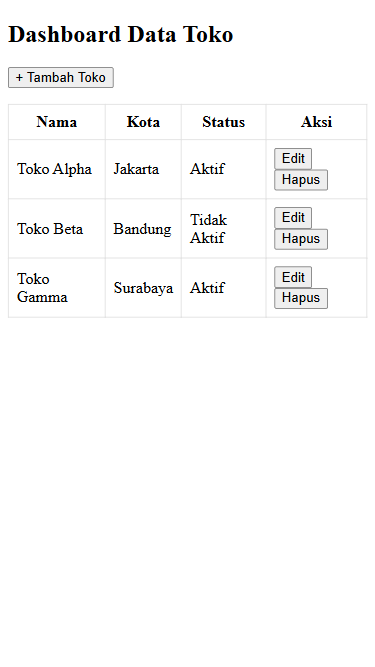 Dashboard Data Toko
+ Tambah Toko
Nama Kota Status Aksi
Toko Alpha Jakarta Aktif Edit
Hapus
Toko Beta Bandung Tidak
Aktif Edit
Hapus
Toko
Gamma Surabaya Aktif Edit
Hapus